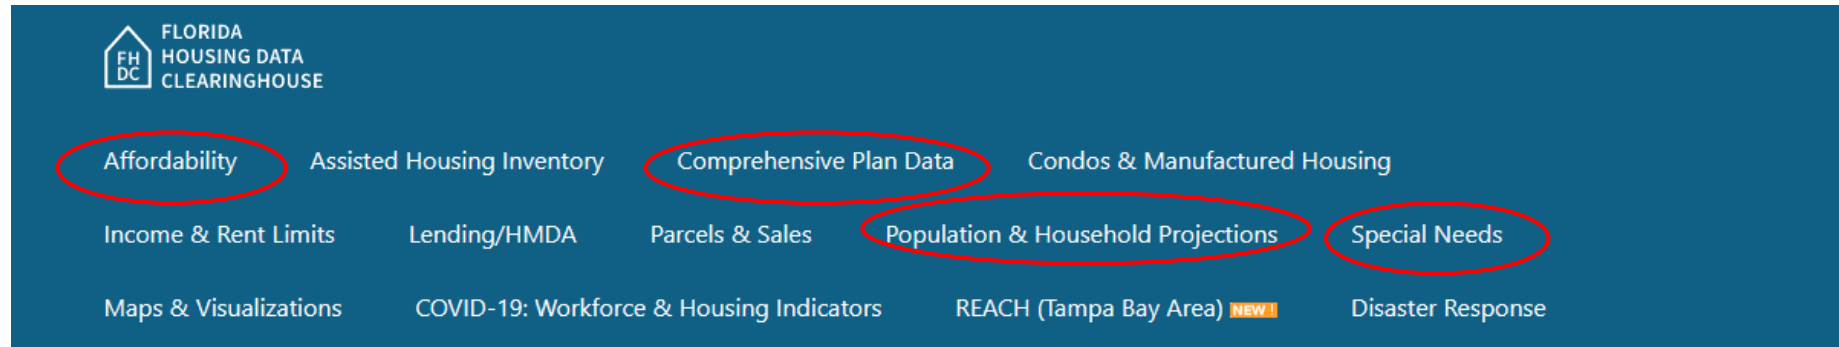 FLORIDA
HOUSING DATA
CLEARINGHOUSE
FH
DC
Affordability Assisted Housing Inventory Comprehensive Plan Data Condos & Manufactured Housing
Income & Rent Limits Lending/HMDA Parcels & Sales Population & Household Projections Special Needs
Maps & Visualizations COVID-19: Workforce & Housing Indicators REACH (Tampa Bay Area) NEW! Disaster Response